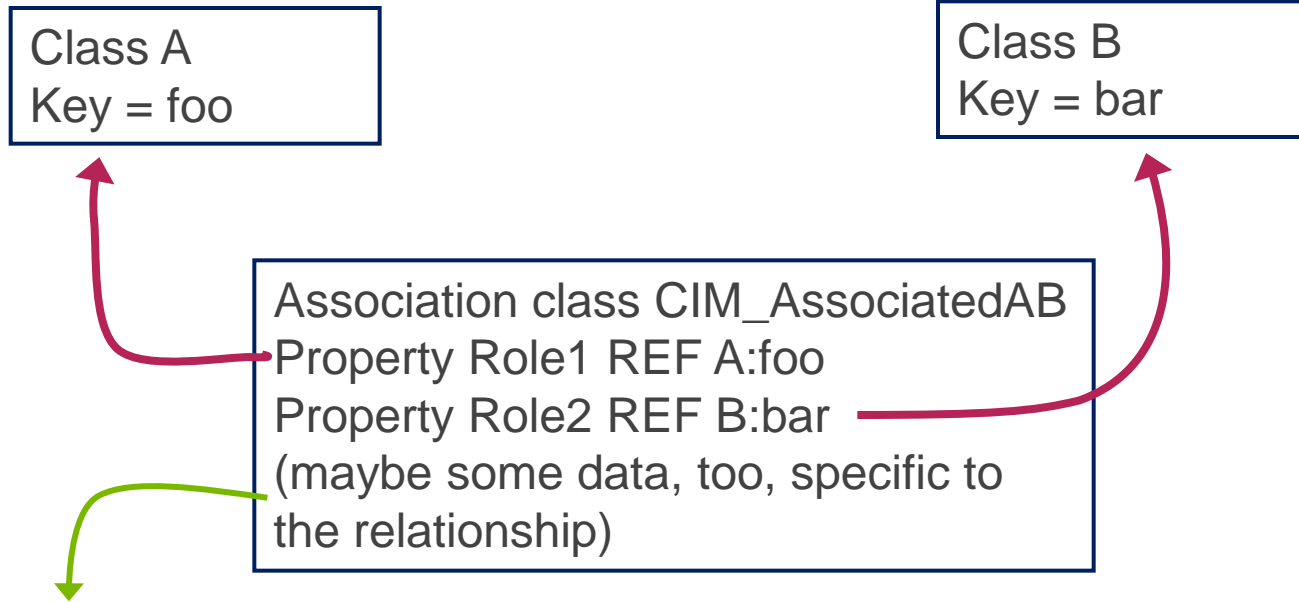 Class A
Key = foo
Class B
Key = bar
Association class CIM_AssociatedAB
Property Role1 REF A:foo
Property Role2 REF B:bar
(maybe some data, too, specific to
the relationship)